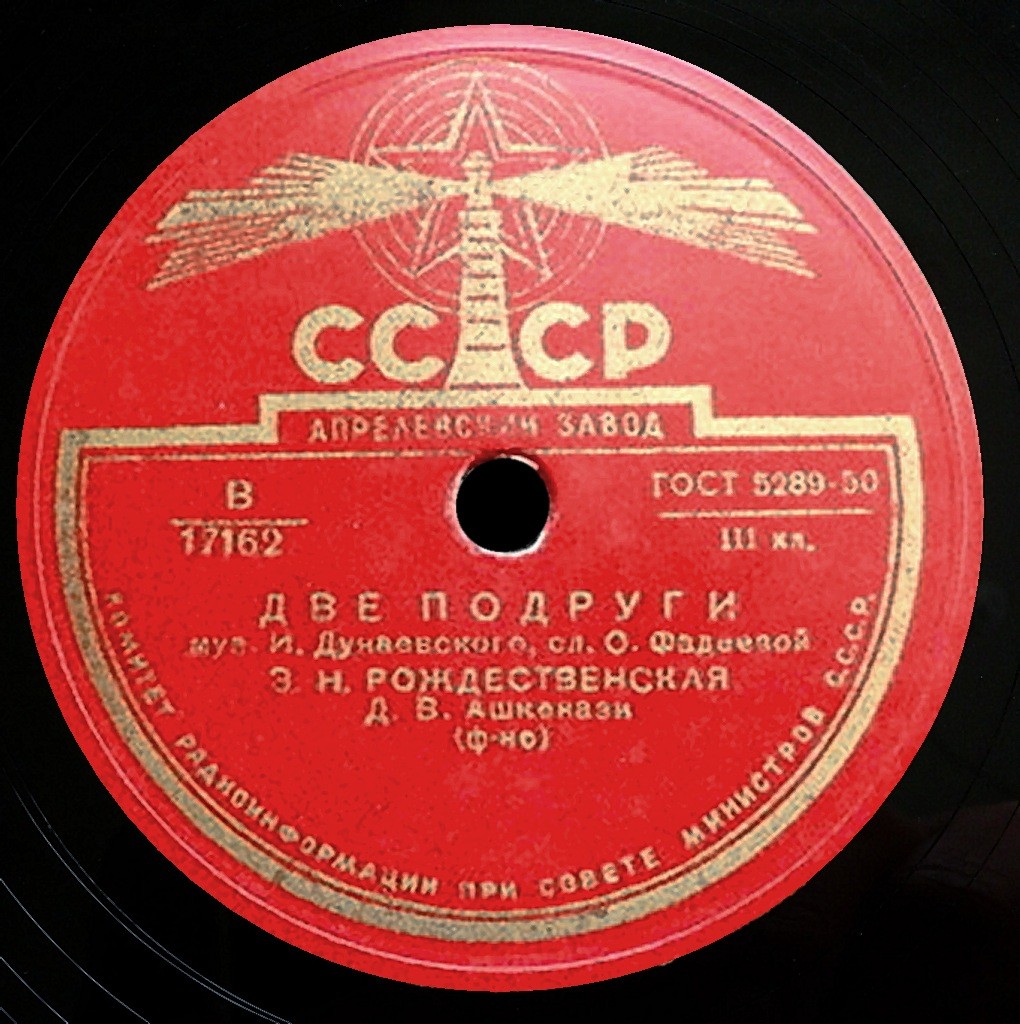 СССР
АПРЕЛЕВСКИЙ ЗАВОД
В
17162
ГОСТ 5289-50
III кл.
ДВЕ ПОДРУГИ
муз. И. Дунаевского, сл. О. Фадеевой
З. Н. РОЖДЕСТВЕНСКАЯ
Д. В. Ашкенази
(ф-но)
КОМИТЕТ РАДИОИНФОРМАЦИИ ПРИ СОВЕТЕ МИНИСТРОВ С.С.С.Р.